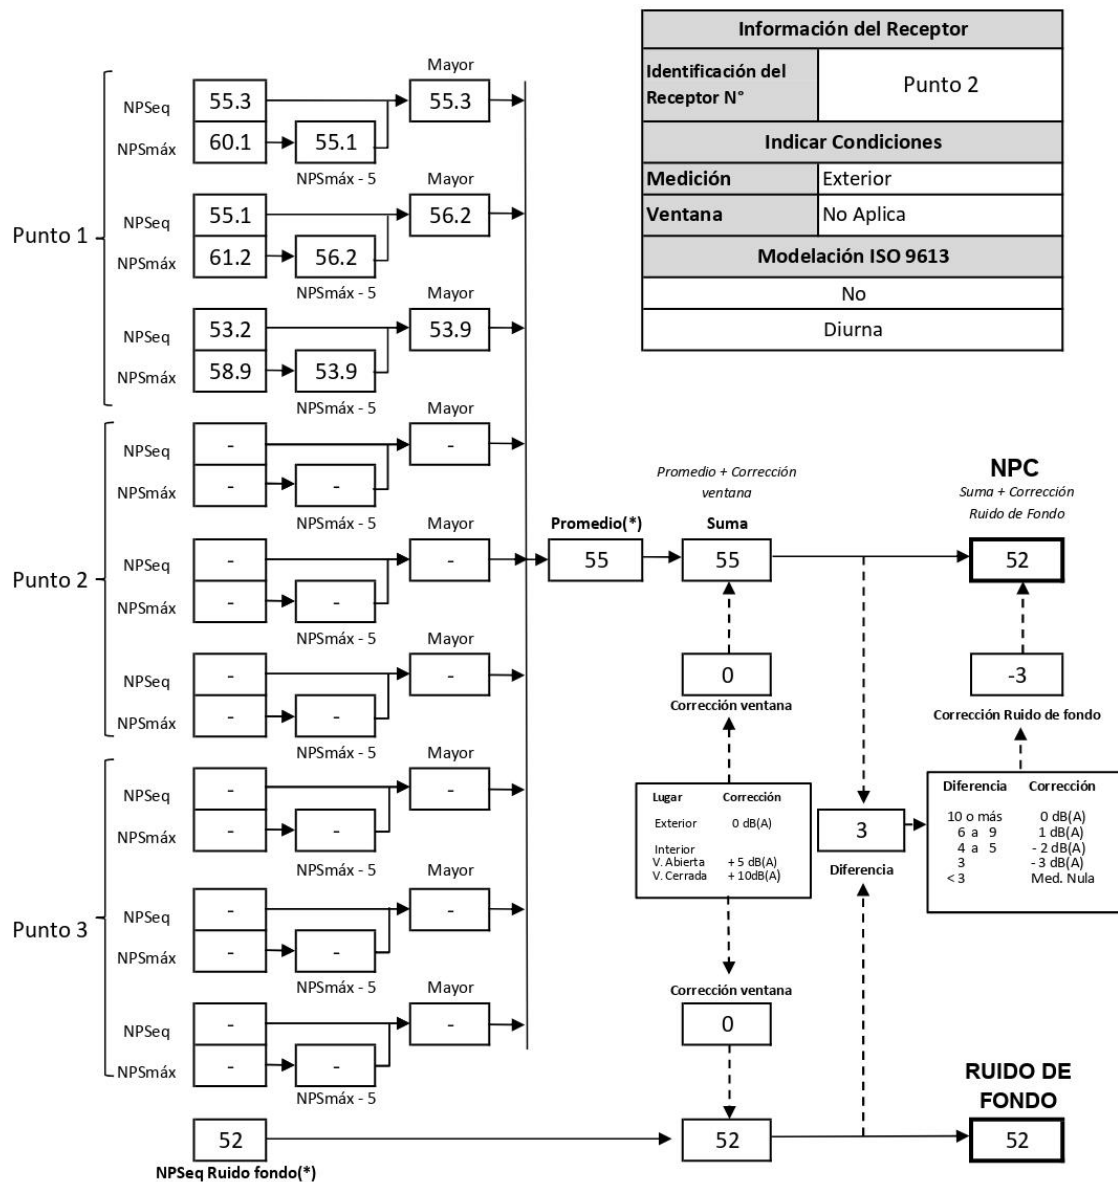 Información del Receptor
Identificación del
Receptor N°
Punto 2
Indicar Condiciones
Medición Exterior
Ventana No Aplica
Modelación ISO 9613
No
Diurna
Punto 1
Mayor
NPSeq 55.3 55.3
NPSmáx 60.1 55.1
NPSmáx - 5
Mayor
NPSeq 55.1 56.2
NPSmáx 61.2 56.2
NPSmáx - 5
Mayor
NPSeq 53.2 53.9
NPSmáx 58.9 53.9
NPSmáx - 5
Punto 2
Mayor
NPSeq - -
NPSmáx - -
NPSmáx - 5
Mayor
NPSeq - -
NPSmáx - -
NPSmáx - 5
Mayor
NPSeq - -
NPSmáx - -
NPSmáx - 5
Punto 3
Mayor
NPSeq - -
NPSmáx - -
NPSmáx - 5
Mayor
NPSeq - -
NPSmáx - -
NPSmáx - 5
Mayor
NPSeq - -
NPSmáx - -
NPSmáx - 5
52
NPSeq Ruido fondo(*)
Promedio(*)
55
Promedio + Corrección
ventana
Suma
55
0
Corrección ventana
Lugar Corrección
Exterior 0 dB(A)
Interior
V. Abierta + 5 dB(A)
V. Cerrada + 10dB(A)
Corrección ventana
0
52
3
Diferencia
NPC
Suma + Corrección
Ruido de Fondo
52
-3
Corrección Ruido de fondo
Diferencia Corrección
10 o más 0 dB(A)
6 a 9 1 dB(A)
4 a 5 - 2 dB(A)
3 - 3 dB(A)
< 3 Med. Nula
RUIDO DE
FONDO
52